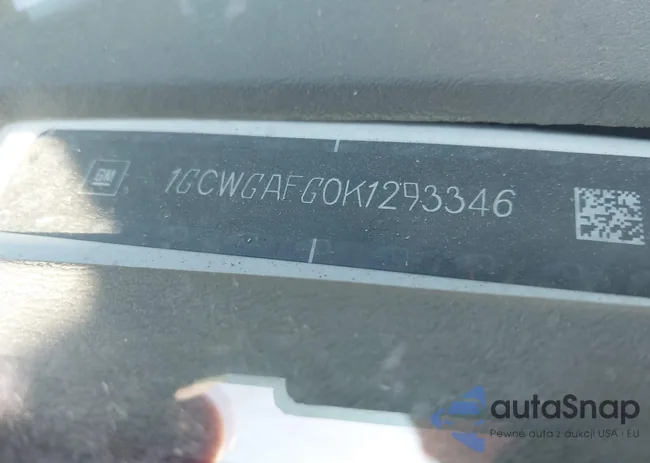 GM 1GCWGAFG0K1293346
autaSnap
Pewne auta z aukcji USA i EU